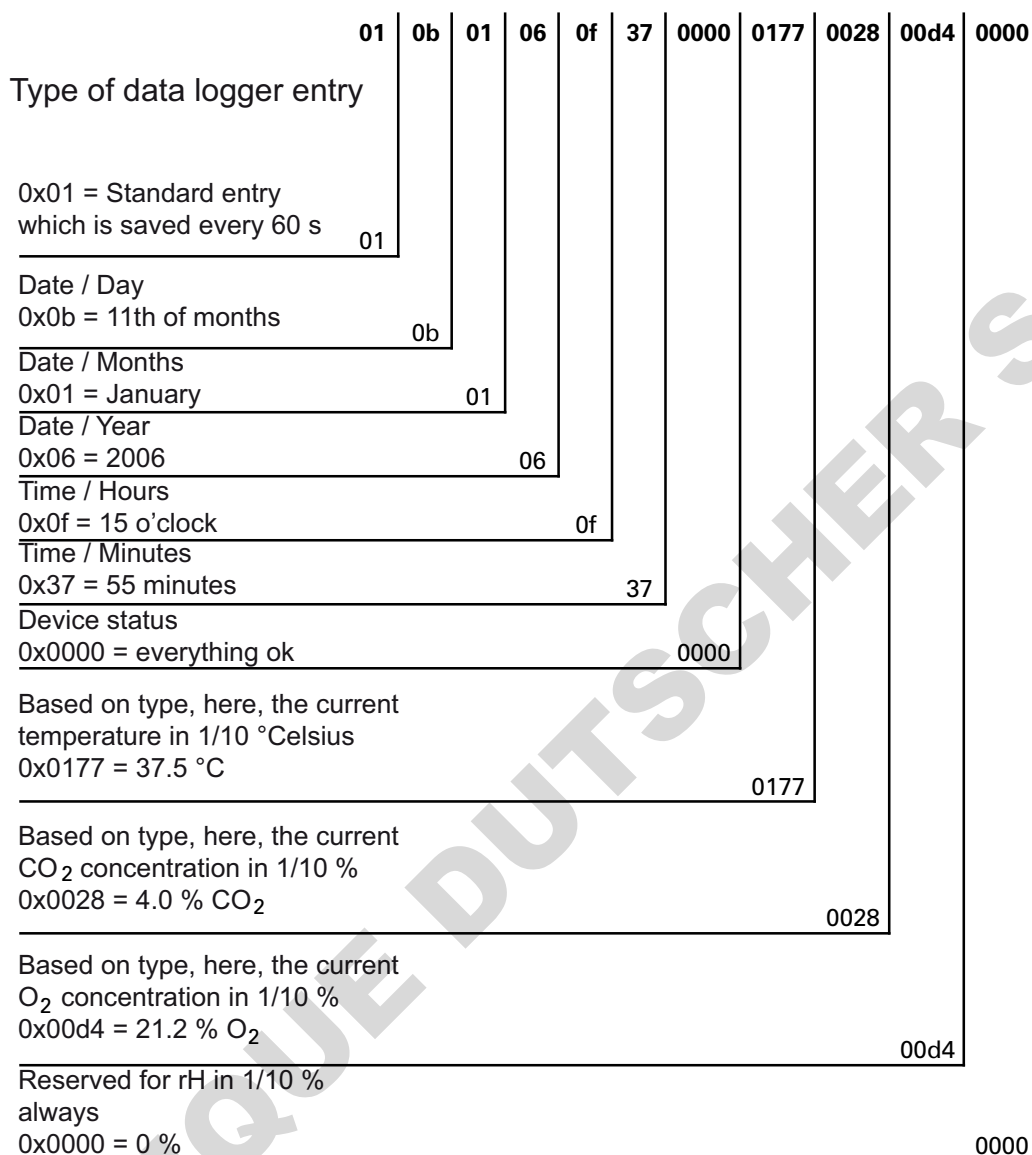 01 0b 01 06 0f 37 0000 0177 0028 00d4 0000
Type of data logger entry
0x01 = Standard entry
which is saved every 60 s
01
Date / Day
0x0b = 11th of months
0b
Date / Months
0x01 = January
01
Date / Year
0x06 = 2006
06
Time / Hours
0x0f = 15 o’clock
0f
Time / Minutes
0x37 = 55 minutes
37
Device status
0x0000 = everything ok
0000
Based on type, here, the current
temperature in 1/10 °Celsius
0x0177 = 37.5 °C
0177
Based on type, here, the current
CO2 concentration in 1/10 %
0x0028 = 4.0 % CO2
0028
Based on type, here, the current
O2 concentration in 1/10 %
0x00d4 = 21.2 % O2
00d4
Reserved for rH in 1/10 %
always
0x0000 = 0 %
0000
QUE DUTSCHER S